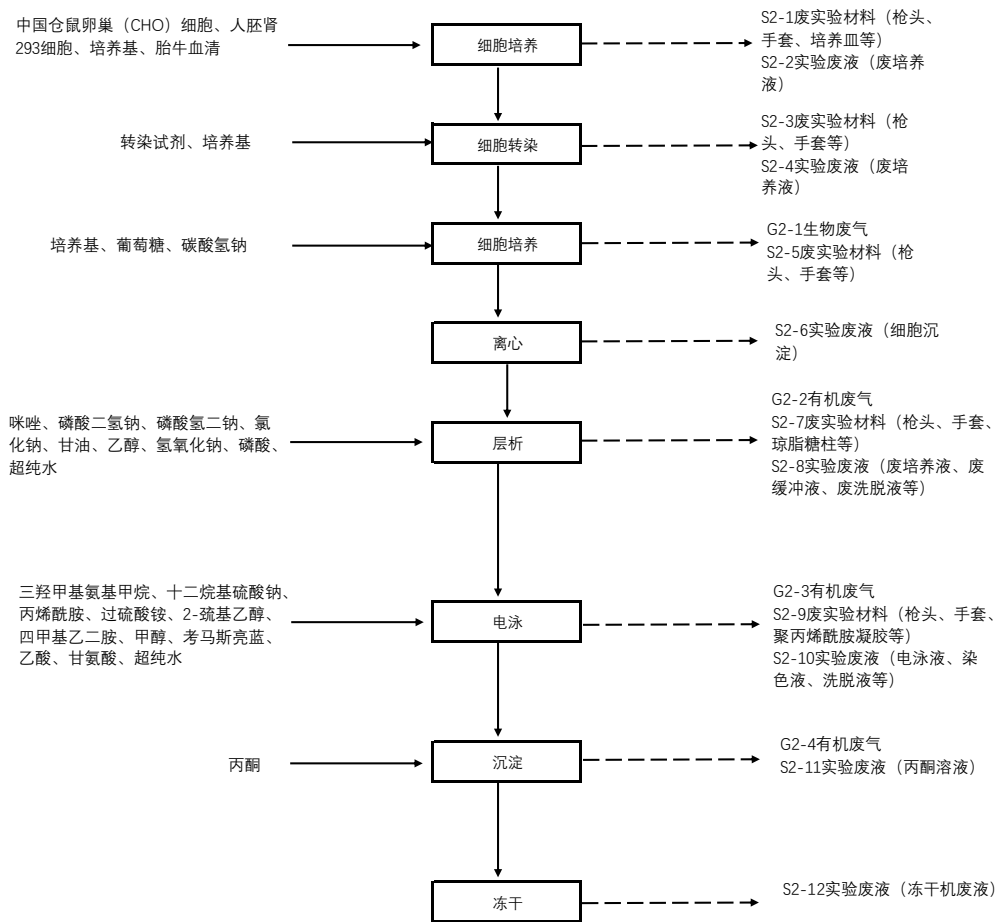 中国仓鼠卵巢（CHO）细胞、人胚肾
293细胞、培养基、胎牛血清
细胞培养
S2-1废实验材料（枪头、
手套、培养皿等）
S2-2实验废液（废培养
液）
转染试剂、培养基
细胞转染
S2-3废实验材料（枪
头、手套等）
S2-4实验废液（废培
养液）
培养基、葡萄糖、碳酸氢钠
细胞培养
G2-1生物废气
S2-5废实验材料（枪
头、手套等）
离心
S2-6实验废液（细胞沉
淀）
咪唑、磷酸二氢钠、磷酸氢二钠、氯
化钠、甘油、乙醇、氢氧化钠、磷酸、
超纯水
层析
G2-2有机废气
S2-7废实验材料（枪头、手套、
琼脂糖柱等）
S2-8实验废液（废培养液、废
缓冲液、废洗脱液等）
三羟甲基氨基甲烷、十二烷基硫酸钠、
丙烯酰胺、过硫酸铵、2-巯基乙醇、
四甲基乙二胺、甲醇、考马斯亮蓝、
乙酸、甘氨酸、超纯水
电泳
G2-3有机废气
S2-9废实验材料（枪头、手套、
聚丙烯酰胺凝胶等）
S2-10实验废液（电泳液、染
色液、洗脱液等）
丙酮
沉淀
G2-4有机废气
S2-11实验废液（丙酮溶液）
冻干
S2-12实验废液（冻干机废液）